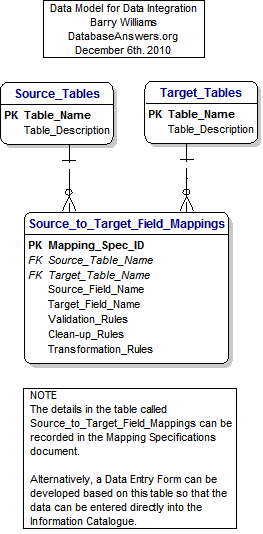 Data Model for Data Integration
Barry Williams
DatabaseAnswers.org
December 6th. 2010
Source_Tables
PK Table_Name
Table_Description
Target_Tables
PK Table_Name
Table_Description
Source_to_Target_Field_Mappings
PK Mapping_Spec_ID
FK Source_Table_Name
FK Target_Table_Name
Source_Field_Name
Target_Field_Name
Validation_Rules
Clean-up_Rules
Transformation_Rules
NOTE
The details in the table called
Source_to_Target_Field_Mappings can be
recorded in the Mapping Specifications
document.
Alternatively, a Data Entry Form can be
developed based on this table so that the
data can be entered directly into the
Information Catalogue.